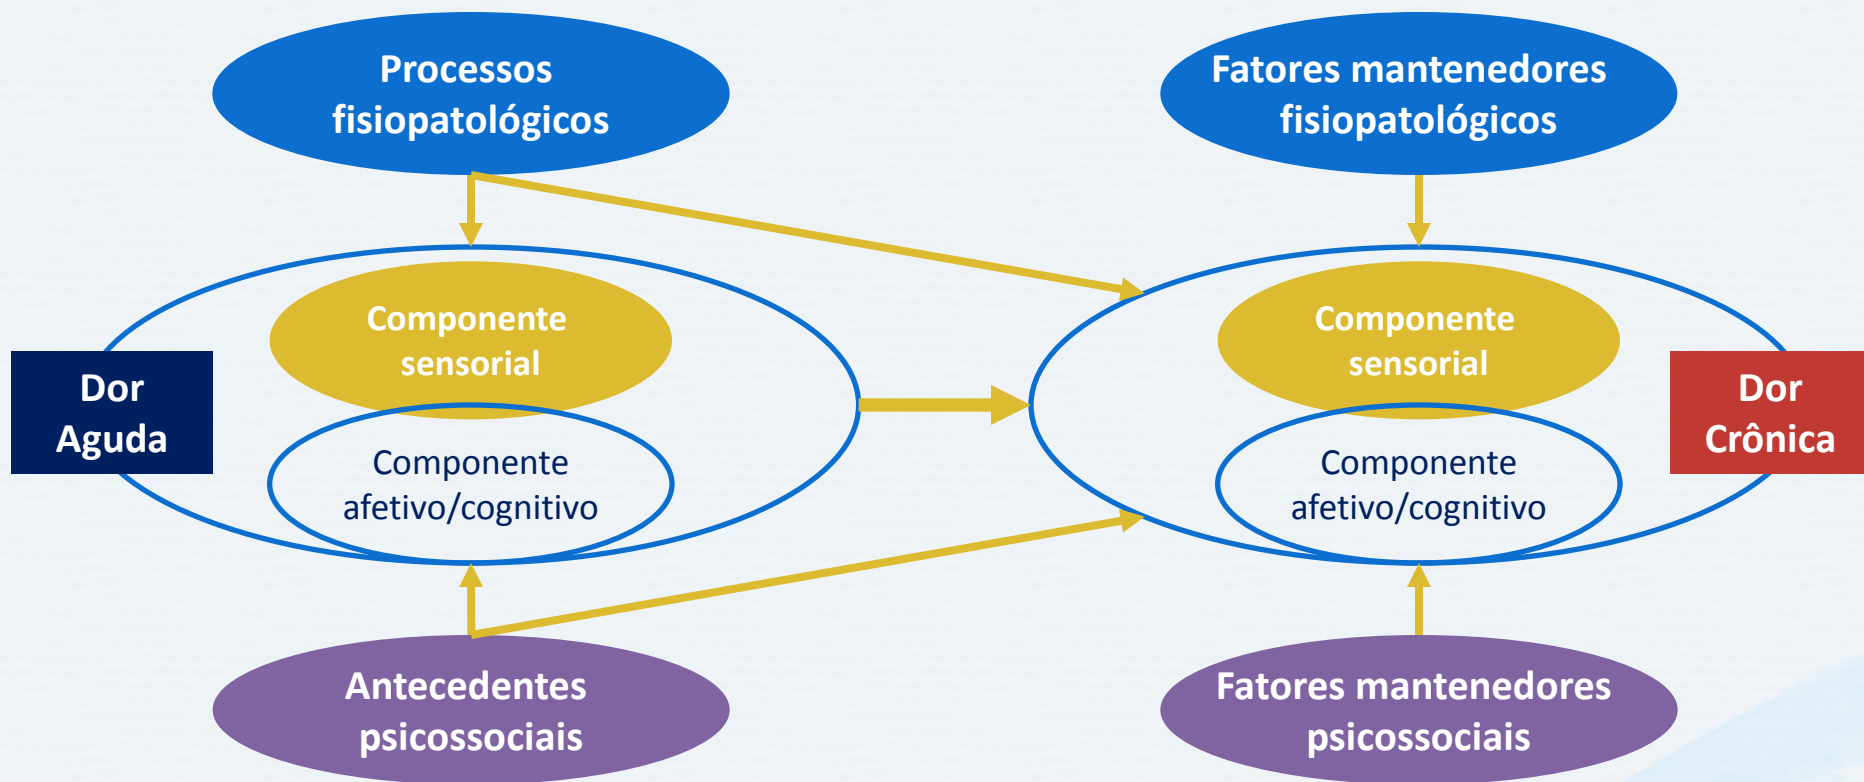 Processos
fisiopatológicos
Fatores mantenedores
fisiopatológicos
Componente
sensorial
Componente
sensorial
Dor
Aguda
Dor
Crônica
Componente
afetivo/cognitivo
Componente
afetivo/cognitivo
Antecedentes
psicossociais
Fatores mantenedores
psicossociais